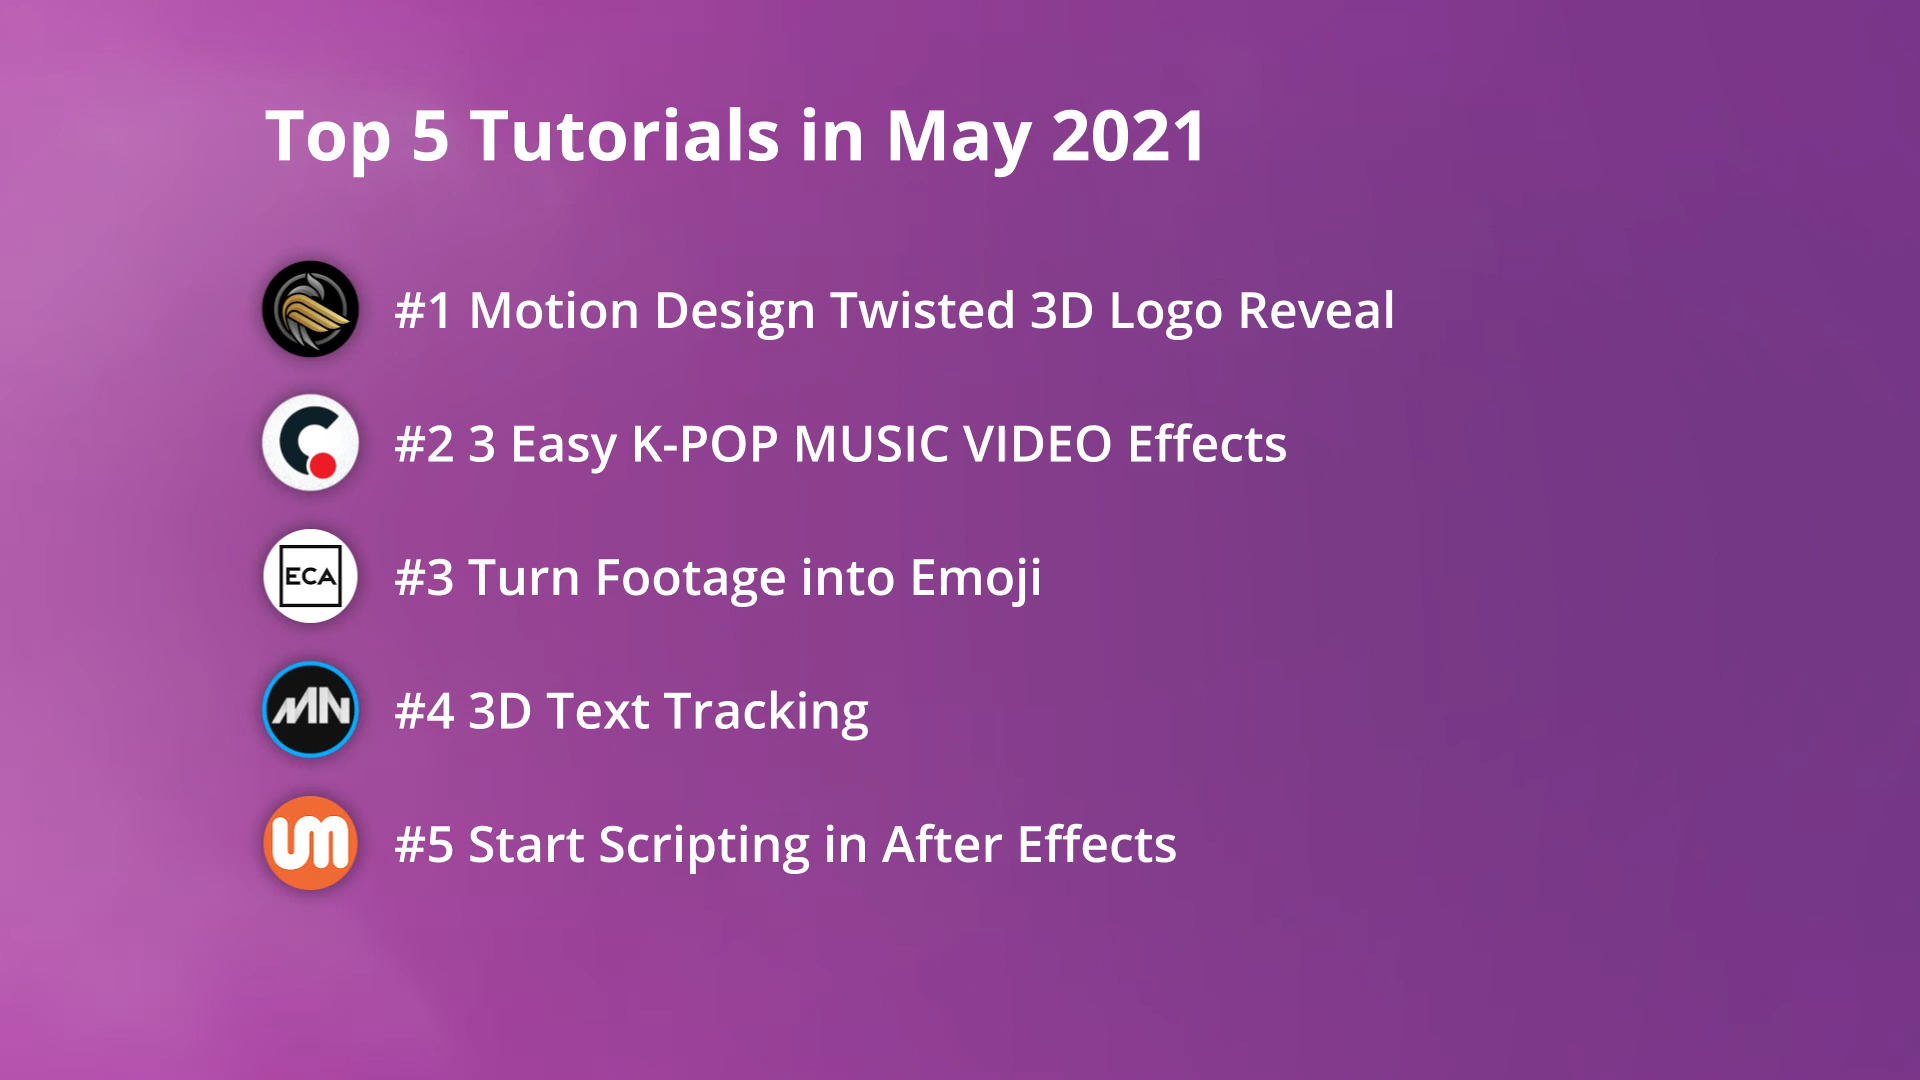 Top 5 Tutorials in May 2021
#1 Motion Design Twisted 3D Logo Reveal
#2 3 Easy K-POP MUSIC VIDEO Effects
ECA
#3 Turn Footage into Emoji
MN
#4 3D Text Tracking
um
#5 Start Scripting in After Effects